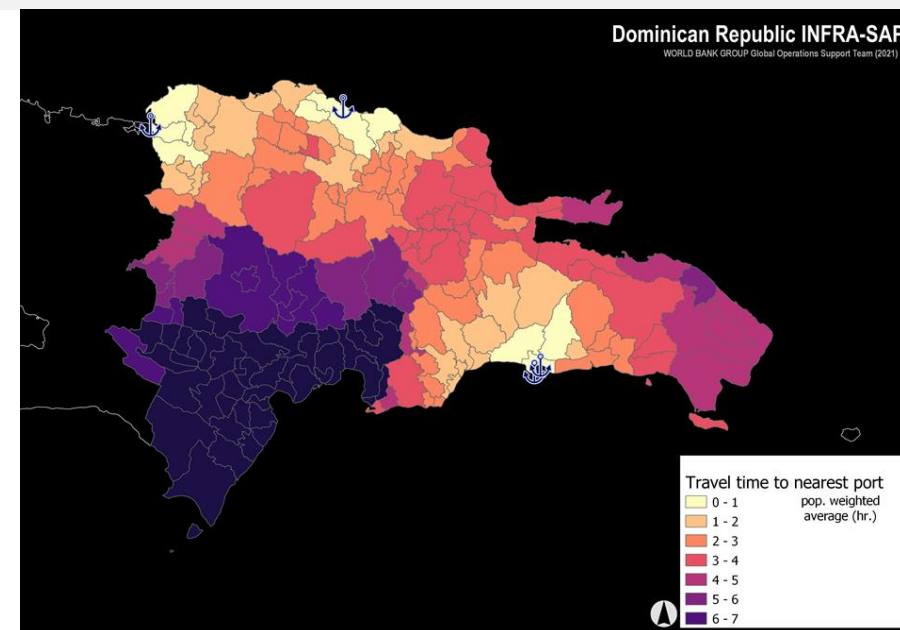 Dominican Republic INFRA-SAP
WORLD BANK GROUP Global Operations Support Team (2021)
Travel time to nearest port
pop. weighted
average (hr.)
0 - 1
1 - 2
2 - 3
3 - 4
4 - 5
5 - 6
6 - 7